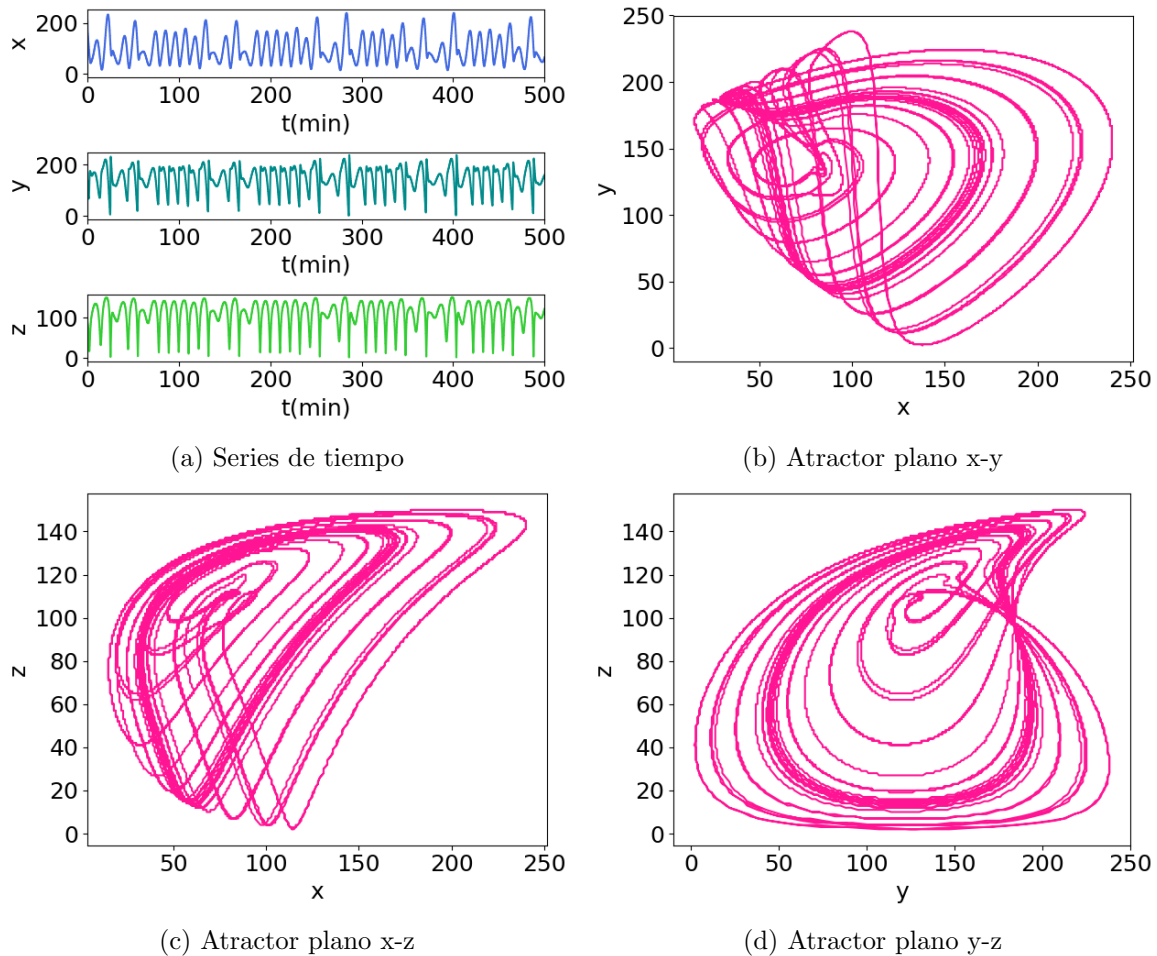 200
x
0
0 100 200 300 400 500
t(min)
200
y
0
0 100 200 300 400 500
t(min)
100
z
0
0 100 200 300 400 500
t(min)
(a) Series de tiempo
250
200
150
y
100
50
0
50 100 150 200 250
x
(b) Atractor plano x-y
140
120
100
80
z
60
40
20
0
50 100 150 200 250
x
(c) Atractor plano x-z
140
120
100
80
z
60
40
20
0
0 50 100 150 200 250
y
(d) Atractor plano y-z